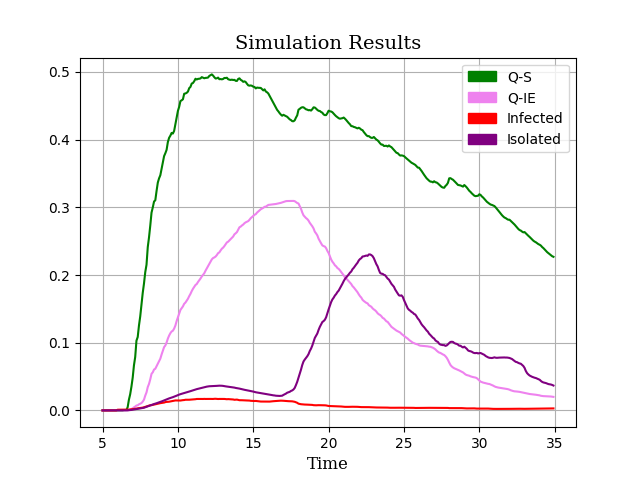 Simulation Results
0.5
0.4
0.3
0.2
0.1
0.0
Q-S
Q-IE
Infected
Isolated
5 10 15 20 25 30 35
Time